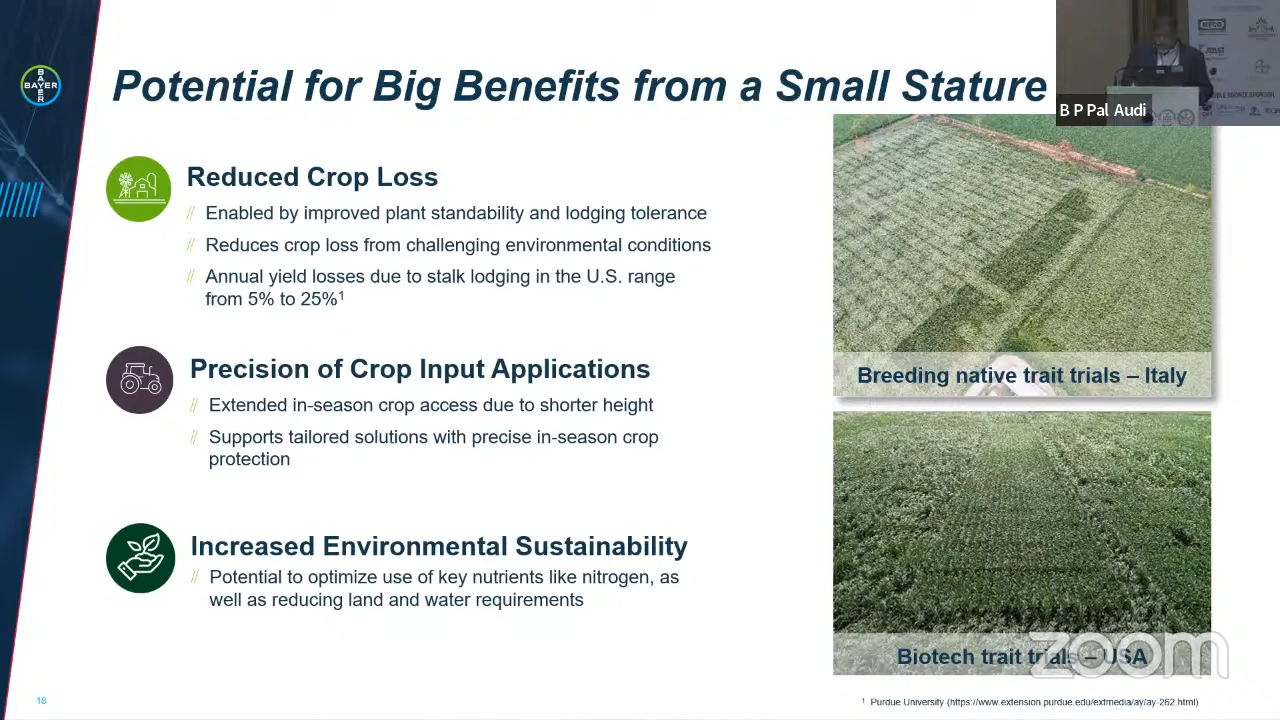 BAYER
BAYER
Potential for Big Benefits from a Small Stature
B P Pal Audi
Reduced Crop Loss
// Enabled by improved plant standability and lodging tolerance
// Reduces crop loss from challenging environmental conditions
// Annual yield losses due to stalk lodging in the U.S. range
from 5% to 25%¹
Precision of Crop Input Applications
// Extended in-season crop access due to shorter height
// Supports tailored solutions with precise in-season crop
protection
Increased Environmental Sustainability
// Potential to optimize use of key nutrients like nitrogen, as
well as reducing land and water requirements
Breeding native trait trials – Italy
Biotech trait trials – USA
zoom
18
¹ Purdue University (https://www.extension.purdue.edu/extmedia/ay/ay-262.html)